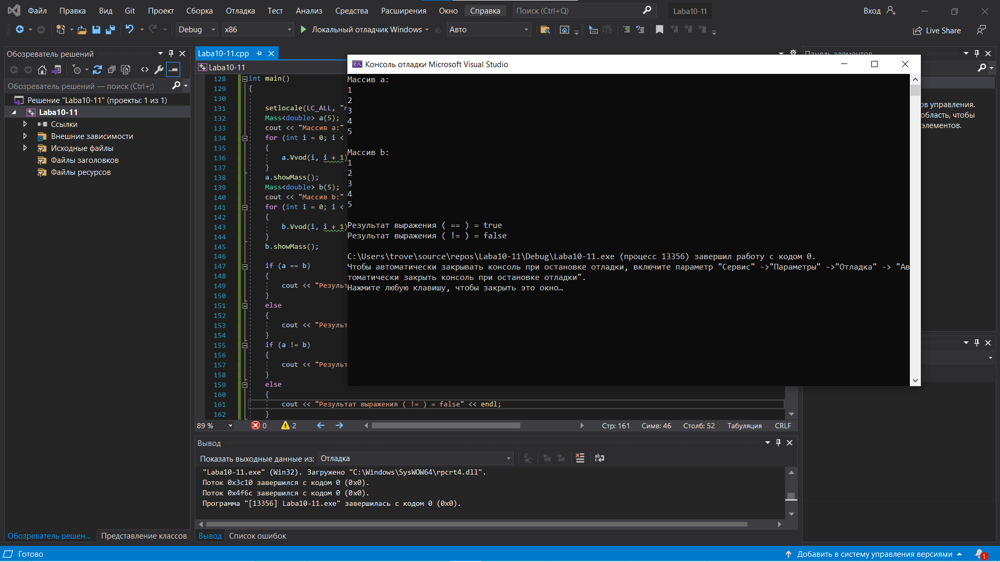 Файл Правка Вид Git Проект Сборка Отладка Тест Анализ Средства Расширения Окно Справка Поиск (Ctrl+Q) Laba10-11 Вход
Debug x86 Локальный отладчик Windows Авто Live Share
Обозреватель решений
Обозреватель решений — поиск (Ctrl+;)
Решение "Laba10-11" (проекты: 1 из 1)
Laba10-11
Ссылки
Внешние зависимости
Исходные файлы
Файлы заголовков
Файлы ресурсов
Обозреватель решен... Представление классов
Laba10-11.cpp
Laba10-11
128 int main()
129 {
130
131 setlocale(LC_ALL, "r
132 Mass<double> a(5);
133 cout << "Массив a:"
134 for (int i = 0; i <
135 {
136 a.Vvod(i, i + 1)
137 }
138 a.showMass();
139 Mass<double> b(5);
140 cout << "Массив b:"
141 for (int i = 0; i <
142 {
143 b.Vvod(i, i + 1)
144 }
145 b.showMass();
146
147 if (a == b)
148 {
149 cout << "Резуль
150 }
151 else
152 {
153 cout << "Резуль
154 }
155 if (a != b)
156 {
157 cout << "Резуль
158 }
159 else
160 {
161 cout << "Результат выражения ( != ) = false" << endl;
162 }
89 % 0 2 Стр: 161 Симв: 46 Столб: 52 Табуляция CRLF
Консоль отладки Microsoft Visual Studio
Массив a:
1
2
3
4
5
Массив b:
1
2
3
4
5
Результат выражения ( == ) = true
Результат выражения ( != ) = false
C:\Users\trove\source\repos\Laba10-11\Debug\Laba10-11.exe (процесс 13356) завершил работу с кодом 0.
Чтобы автоматически закрывать консоль при остановке отладки, включите параметр "Сервис" ->"Параметры" ->"Отладка" -> "Ав
томатически закрыть консоль при остановке отладки".
Нажмите любую клавишу, чтобы закрыть это окно…
Панель элементов
ов управления.
область, чтобы
элементов.
Вывод
Показать выходные данные из: Отладка
"Laba10-11.exe" (Win32). Загружено "C:\Windows\SysWOW64\rpcrt4.dll".
Поток 0x3c10 завершился с кодом 0 (0x0).
Поток 0x4f6c завершился с кодом 0 (0x0).
Программа "[13356] Laba10-11.exe" завершилась с кодом 0 (0x0).
Вывод Список ошибок
Готово Добавить в систему управления версиями 1